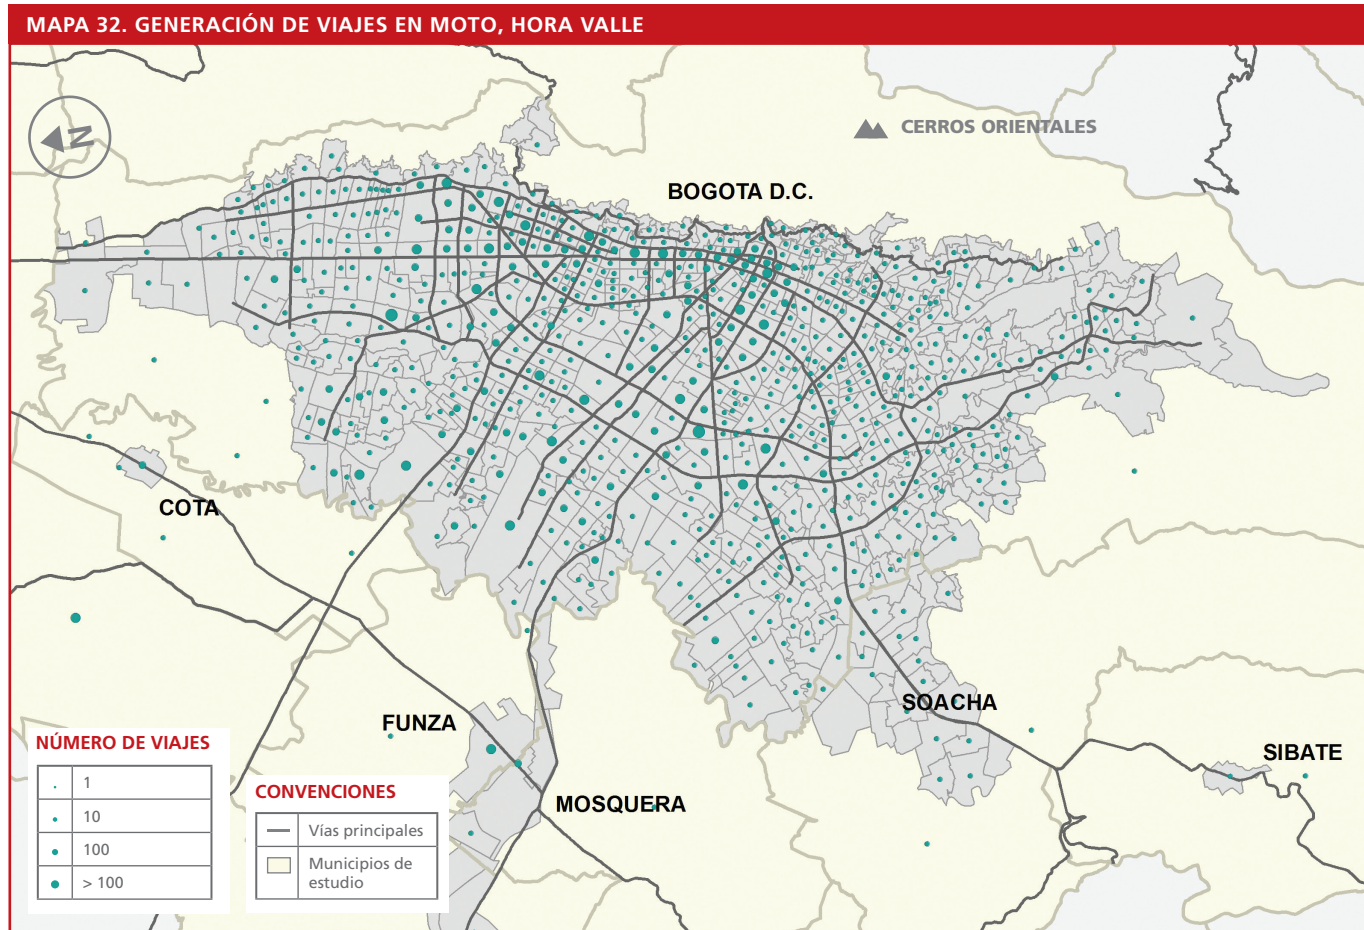 MAPA 32. GENERACIÓN DE VIAJES EN MOTO, HORA VALLE
N
CERROS ORIENTALES
BOGOTA D.C.
COTA
FUNZA
SOACHA
SIBATE
MOSQUERA
NÚMERO DE VIAJES
1
10
100
> 100
CONVENCIONES
Vías principales
Municipios de
estudio